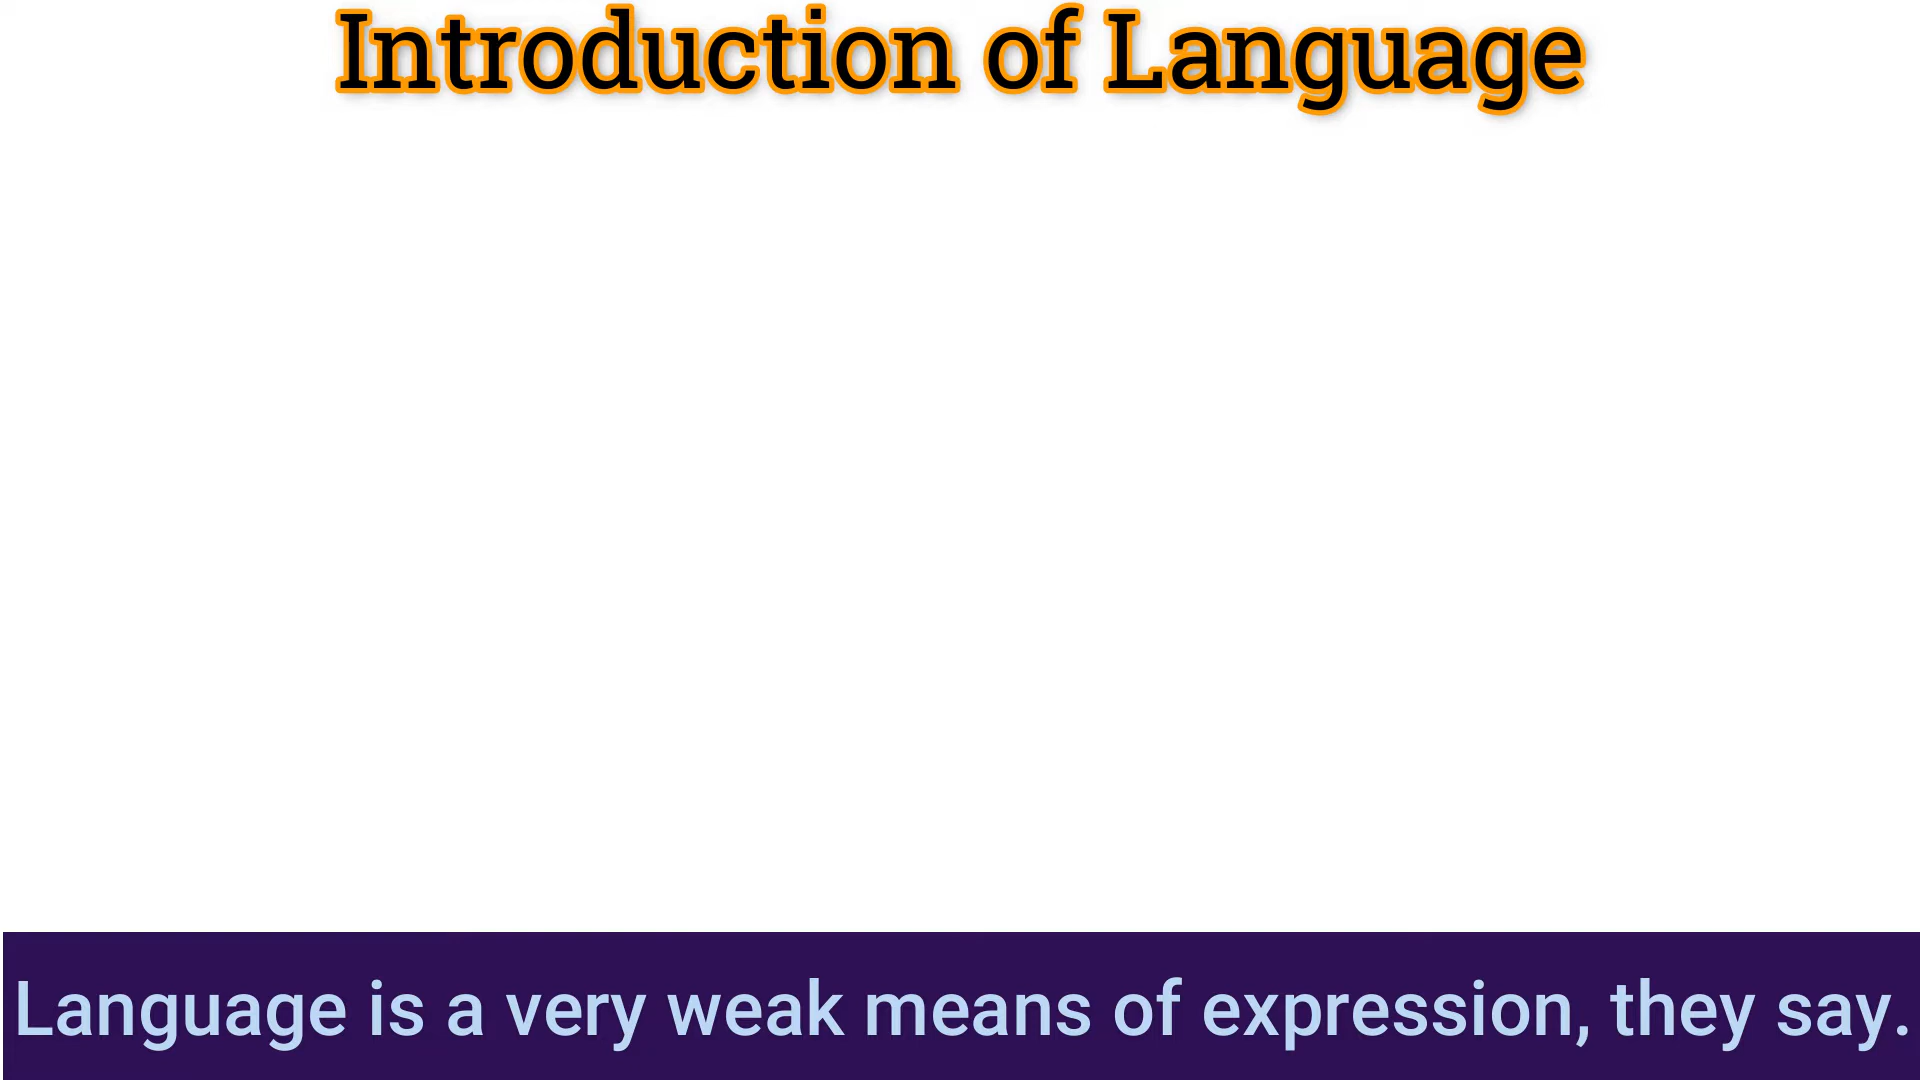 Introduction of Language
Language is a very weak means of expression, they say.